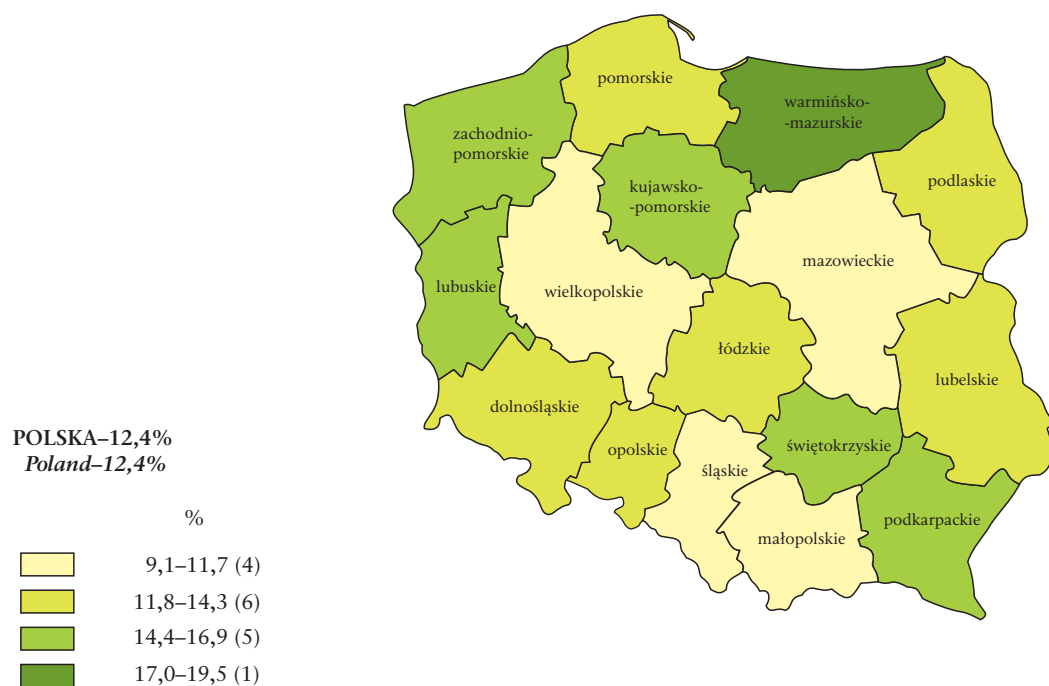 pomorskie
warmińsko-
-mazurskie
zachodnio-
pomorskie
podlaskie
kujawsko-
-pomorskie
mazowieckie
lubuskie
wielkopolskie
łódzkie
lubelskie
dolnośląskie
opolskie
świętokrzyskie
śląskie
podkarpackie
małopolskie
POLSKA–12,4%
Poland–12,4%
%
9,1–11,7 (4)
11,8–14,3 (6)
14,4–16,9 (5)
17,0–19,5 (1)